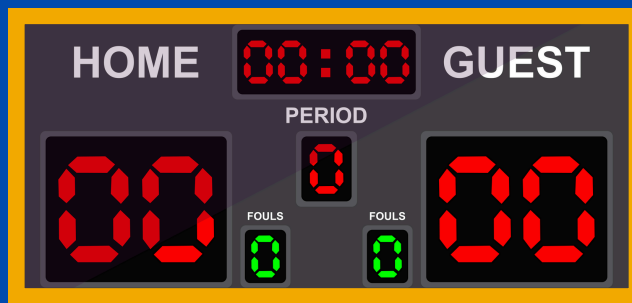 HOME 00:00 GUEST
PERIOD
00 0 00
FOULS FOULS
0 0